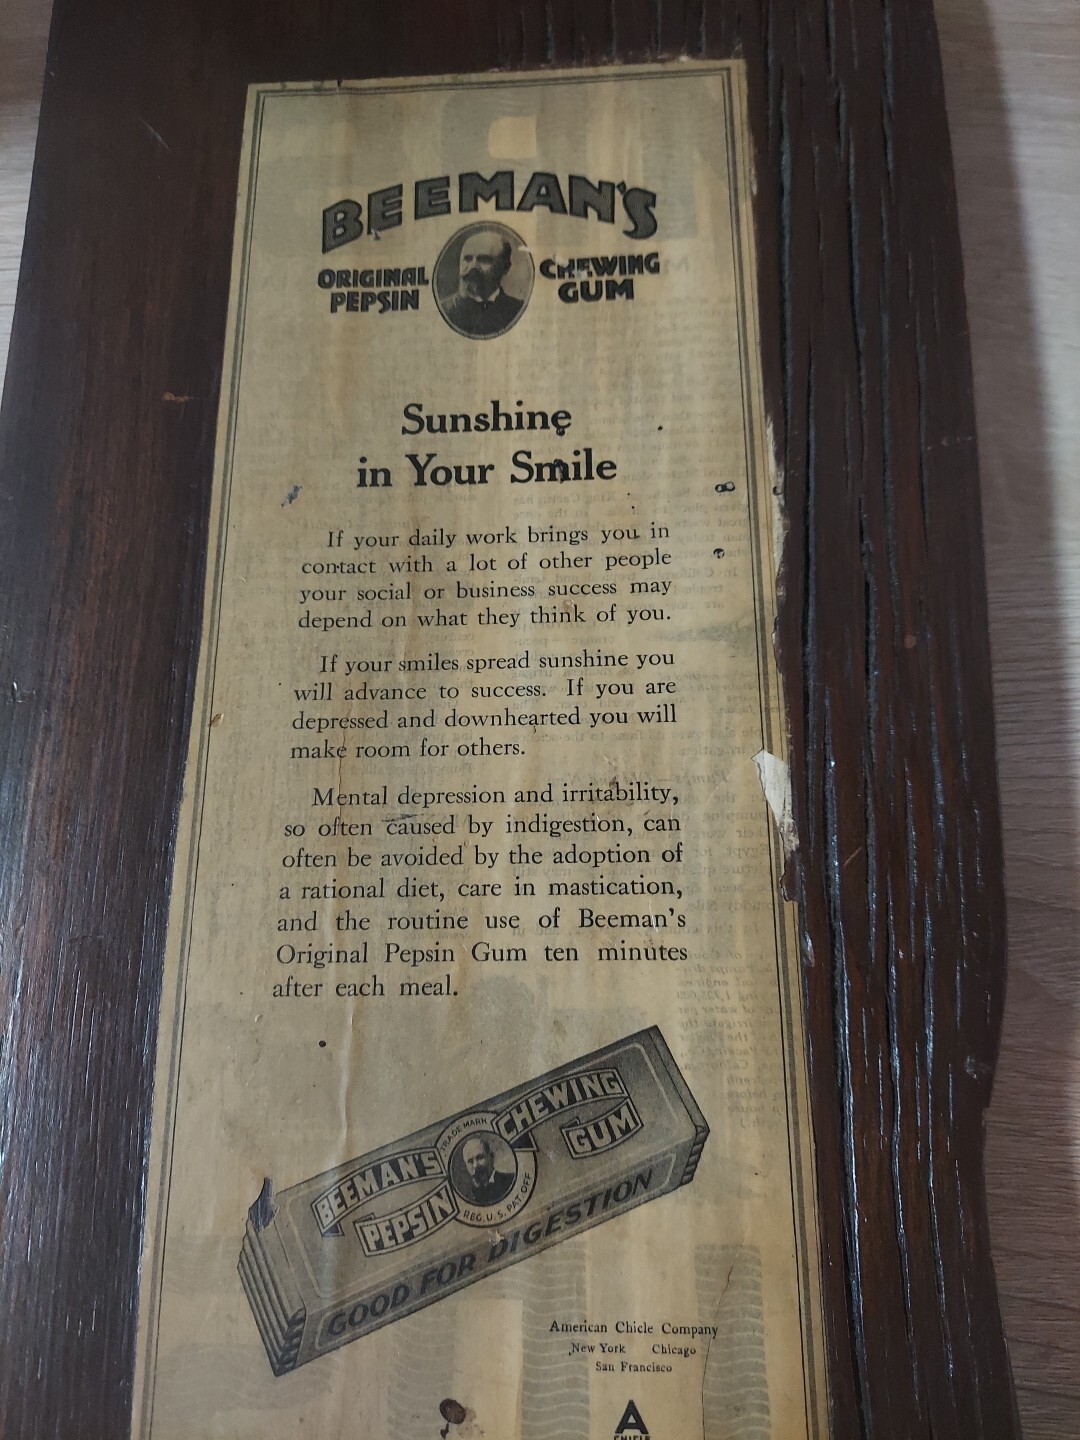 BEEMAN'S
ORIGINAL PEPSIN
CHEWING GUM
Sunshine
in Your Smile
If your daily work brings you in
contact with a lot of other people
your social or business success may
depend on what they think of you.
If your smiles spread sunshine you
will advance to success. If you are
depressed and downhearted you will
make room for others.
Mental depression and irritability,
so often caused by indigestion, can
often be avoided by the adoption of
a rational diet, care in mastication,
and the routine use of Beeman's
Original Pepsin Gum ten minutes
after each meal.
BEEMAN'S
PEPSIN
TRADE MARK
REG. U. S. PAT. OFF
CHEWING
GUM
GOOD FOR DIGESTION
American Chicle Company
New York Chicago
San Francisco
A
CHICLE